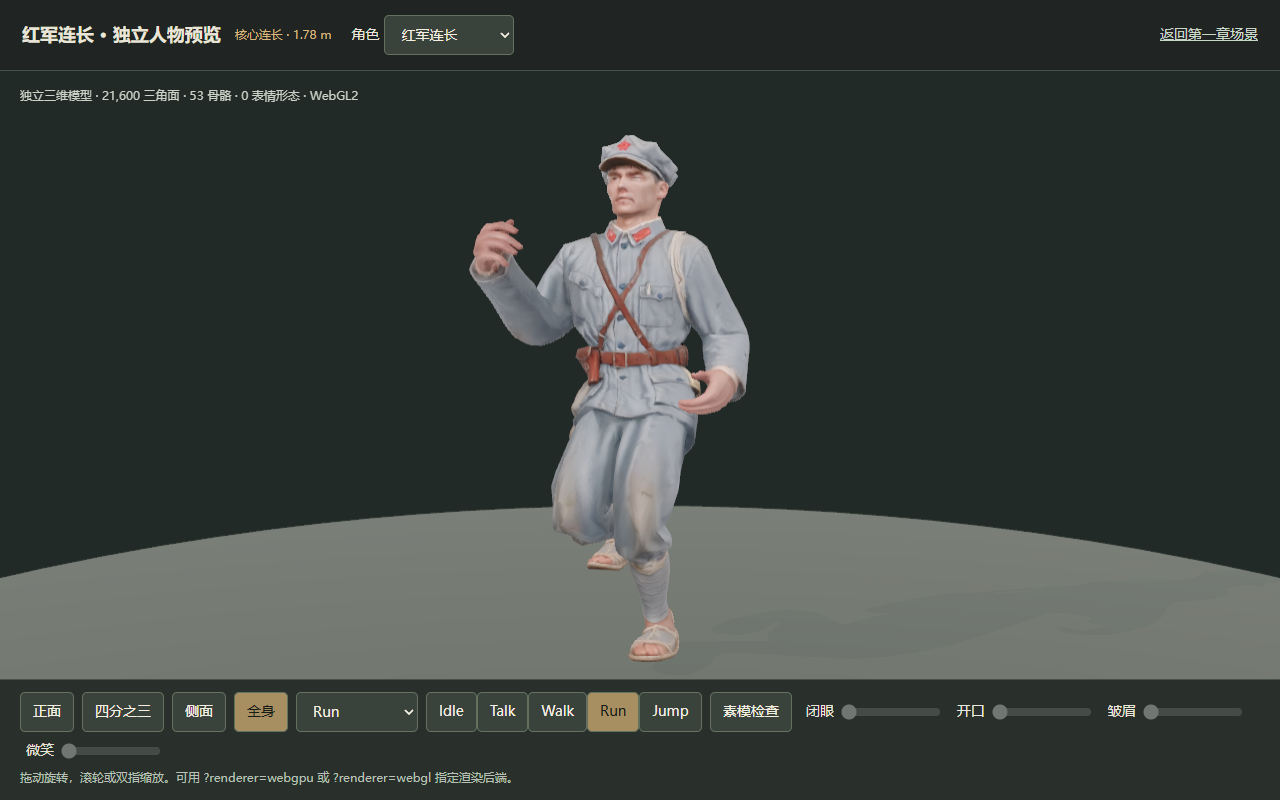 红军连长 • 独立人物预览 核心连长 · 1.78 m 角色 红军连长 返回第一章场景
独立三维模型 · 21,600 三角面 · 53 骨骼 · 0 表情形态 · WebGL2
正面 四分之三 侧面 全身 Run Idle Talk Walk Run Jump 素模检查 闭眼 开口 皱眉
微笑
拖动旋转，滚轮或双指缩放。可用 ?renderer=webgpu 或 ?renderer=webgl 指定渲染后端。